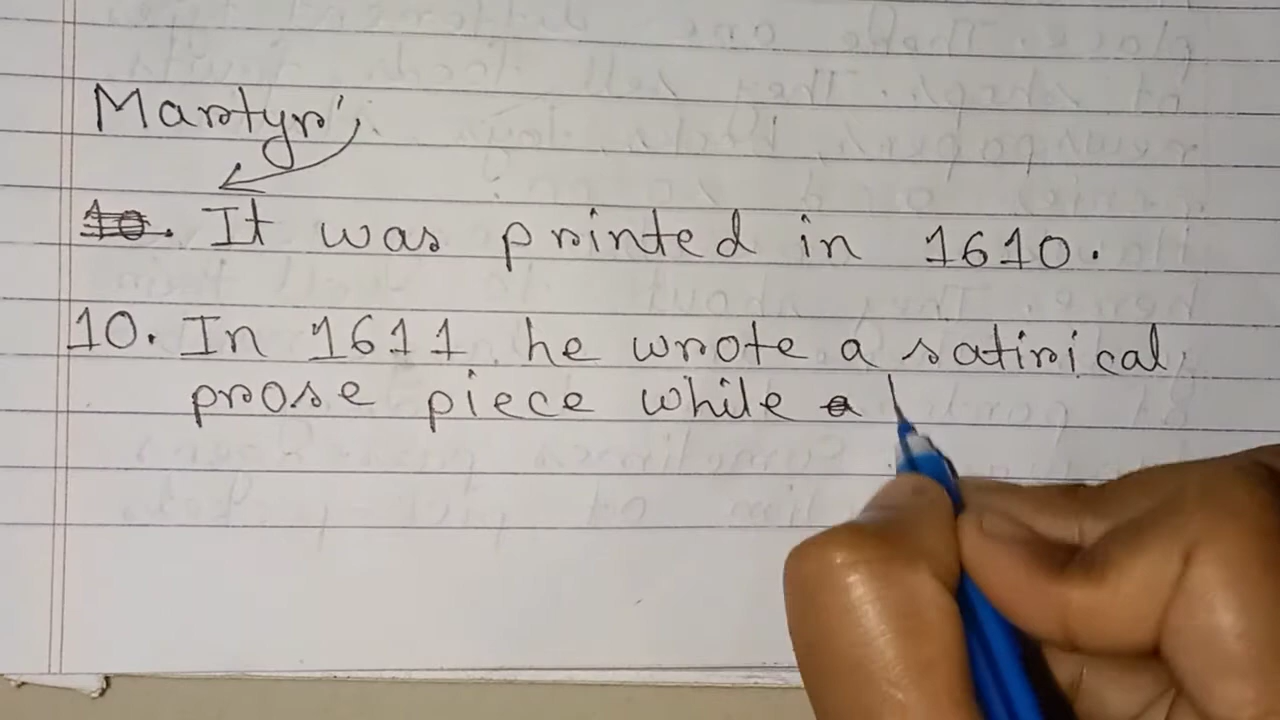 Martyr';
10. It was printed in 1610.
10. In 1611 he wrote a satirical
prose piece while a